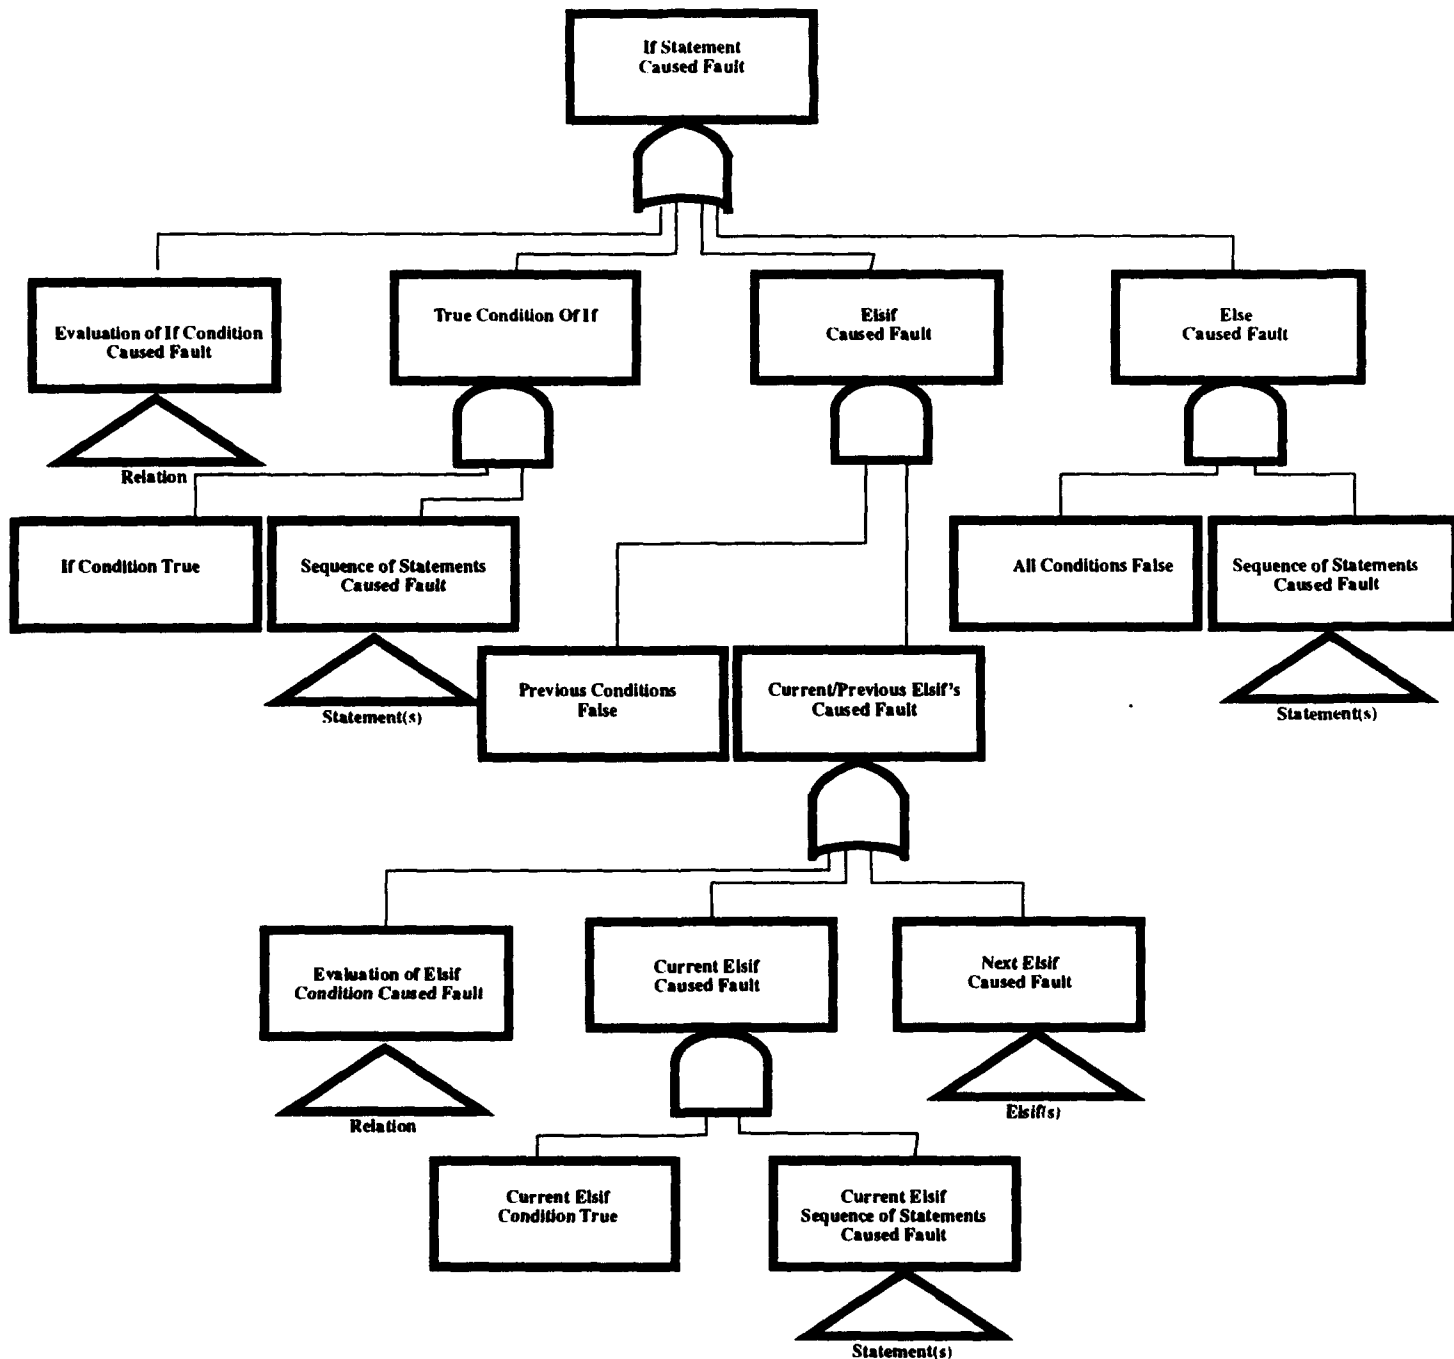 If Statement
Caused Fault
Evaluation of If Condition
Caused Fault
True Condition Of If
Elsif
Caused Fault
Else
Caused Fault
Relation
If Condition True
Sequence of Statements
Caused Fault
All Conditions False
Sequence of Statements
Caused Fault
Statement(s)
Previous Conditions
False
Current/Previous Elsif's
Caused Fault
Statement(s)
Evaluation of Elsif
Condition Caused Fault
Current Elsif
Caused Fault
Next Elsif
Caused Fault
Relation
Elsif(s)
Current Elsif
Condition True
Current Elsif
Sequence of Statements
Caused Fault
Statement(s)